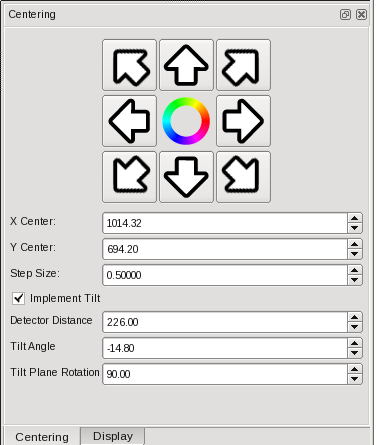 Centering
X Center: 1014.32
Y Center: 694.20
Step Size: 0.50000
Implement Tilt
Detector Distance 226.00
Tilt Angle -14.80
Tilt Plane Rotation 90.00
Centering Display